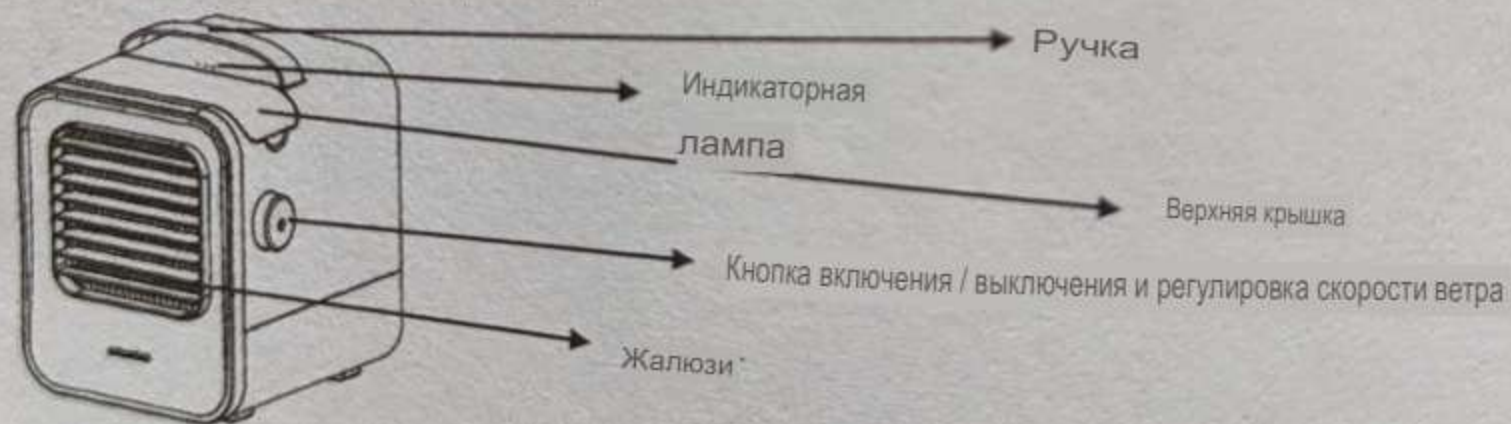 Ручка
Индикаторная
лампа
Верхняя крышка
Кнопка включения / выключения и регулировка скорости ветра
Жалюзи